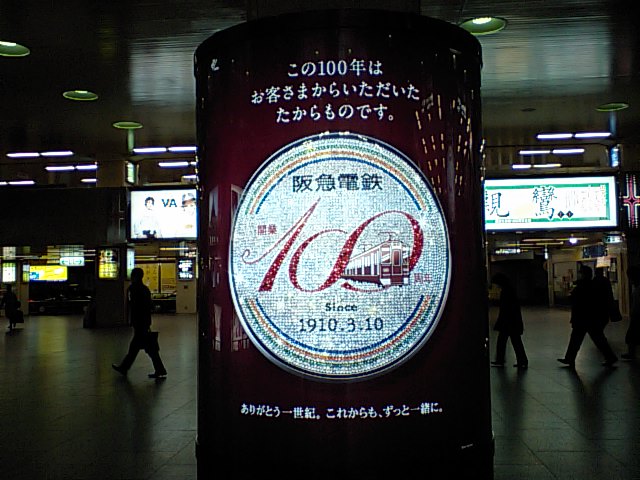 この100年は
お客さまからいただいた
たからものです。
阪急電鉄
開業
100
周年
Since
1910.3.10
ありがとう一世紀。これからも、ずっと一緒に。
VA
親鸞